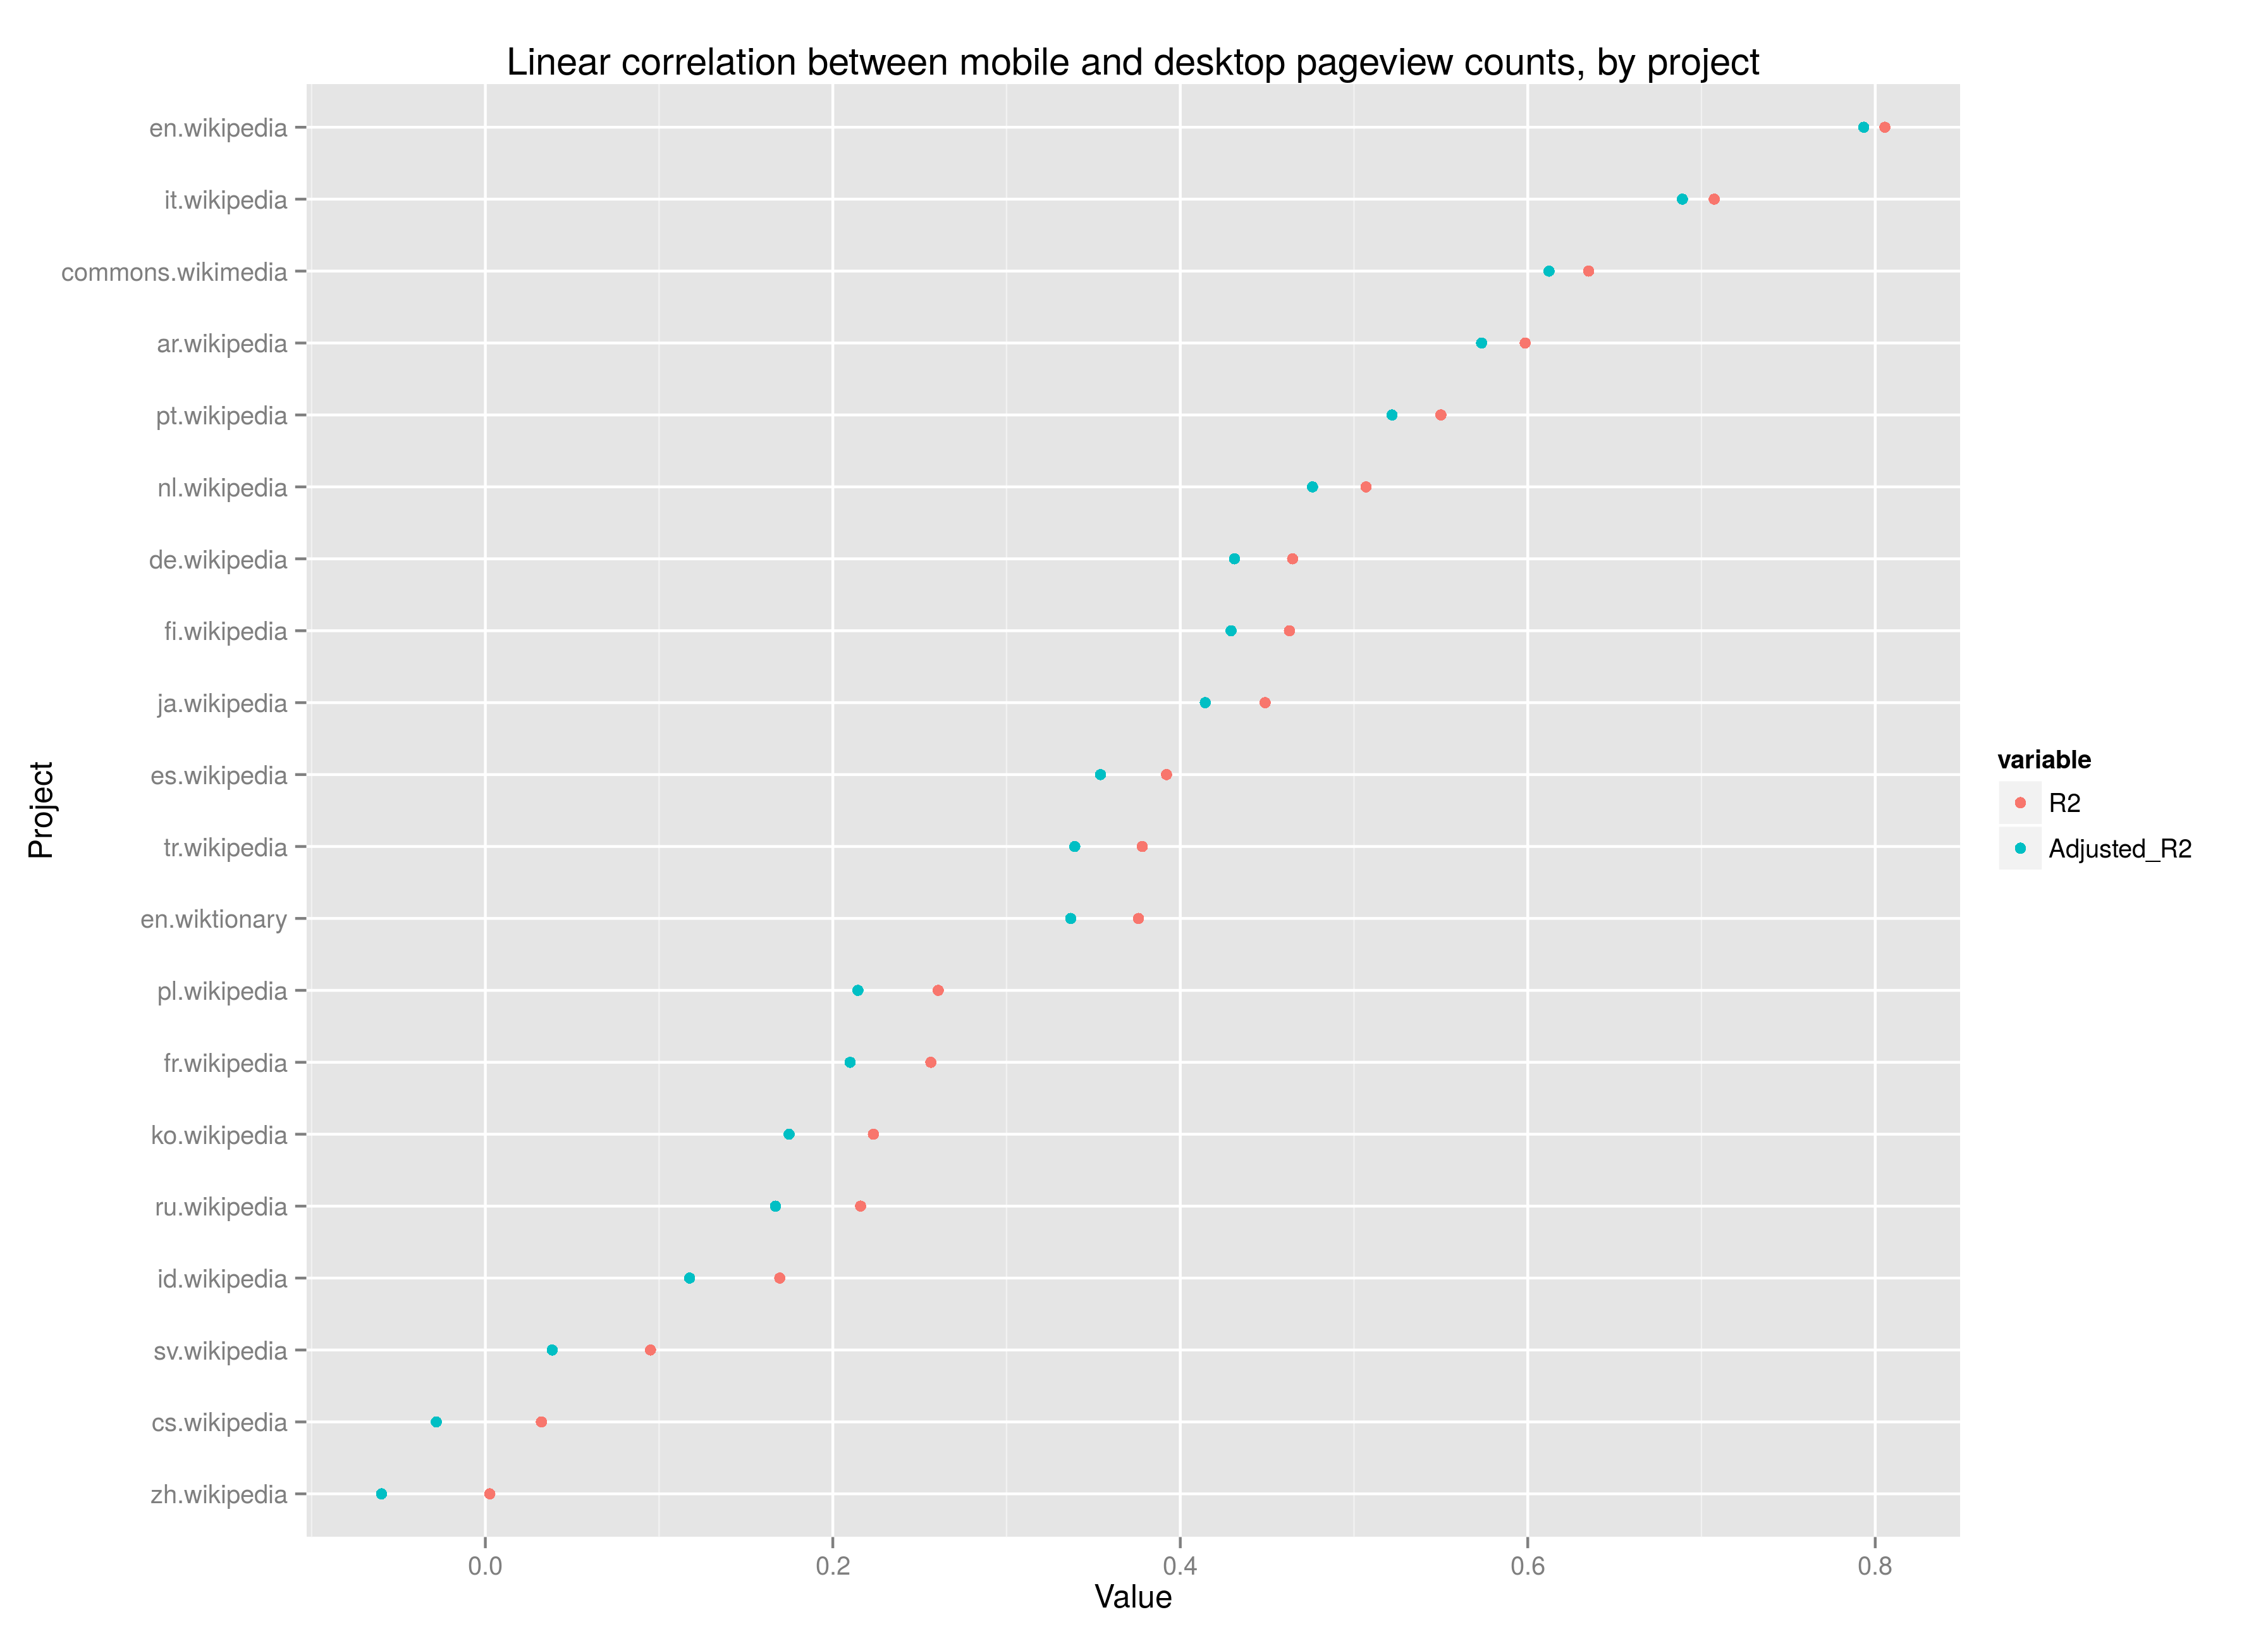 Linear correlation between mobile and desktop pageview counts, by project
en.wikipedia
it.wikipedia
commons.wikimedia
ar.wikipedia
pt.wikipedia
nl.wikipedia
de.wikipedia
fi.wikipedia
ja.wikipedia
es.wikipedia
tr.wikipedia
en.wiktionary
pl.wikipedia
fr.wikipedia
ko.wikipedia
ru.wikipedia
id.wikipedia
sv.wikipedia
cs.wikipedia
zh.wikipedia
Project
0.0 0.2 0.4 0.6 0.8
Value
variable
R2
Adjusted_R2